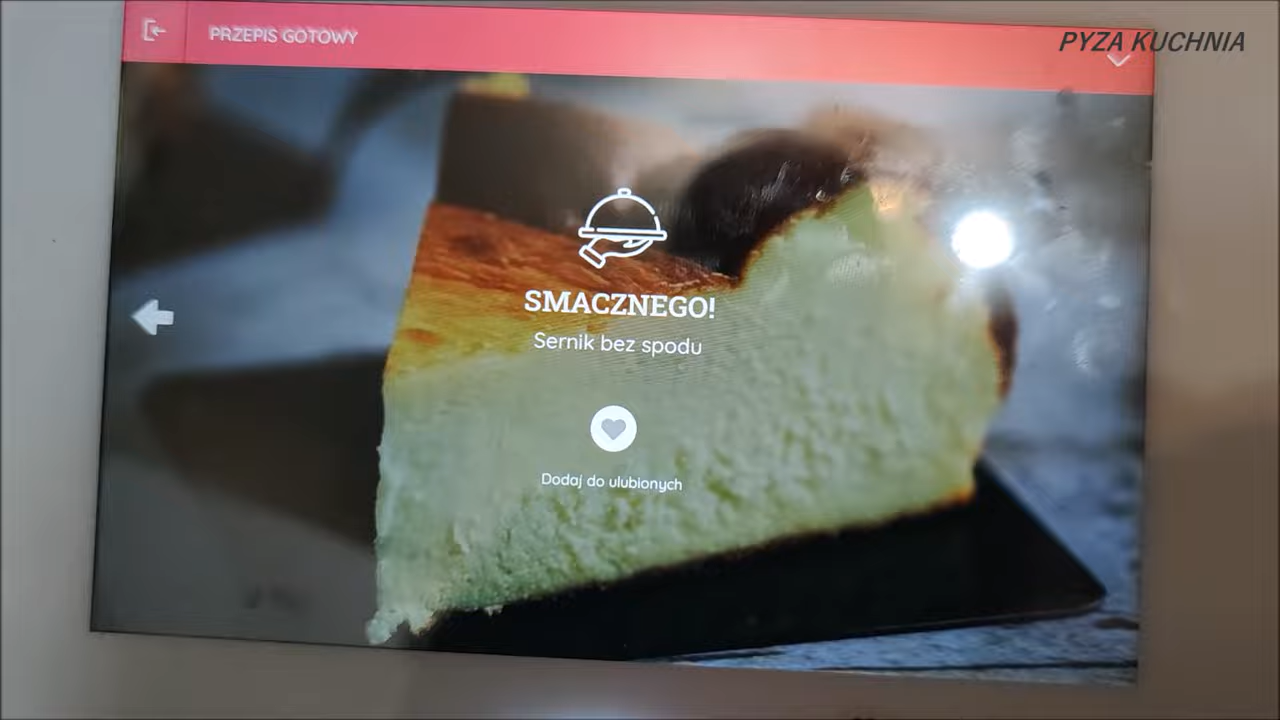 PRZEPIS GOTOWY
PYZA KUCHNIA
SMACZNEGO!
Sernik bez spodu
Dodaj do ulubionych